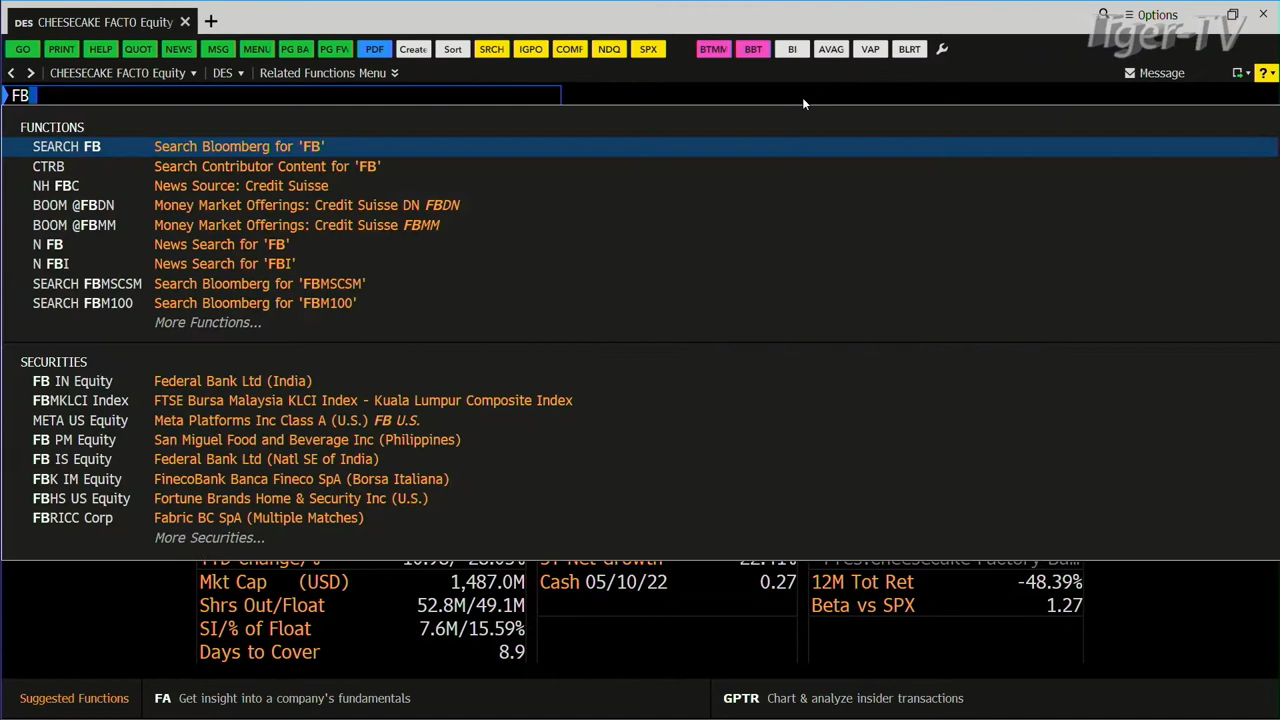 DES CHEESECAKE FACTO Equity × +
Options
Tiger-TV
GO PRINT HELP QUOT NEWS MSG MENU PG BA PG FW PDF Create Sort SRCH IGPO COMF NDQ SPX BTMM BBT BI AVAG VAP BLRT
CHEESECAKE FACTO Equity DES Related Functions Menu Message ?
FB
FUNCTIONS
SEARCH FB Search Bloomberg for 'FB'
CTRB Search Contributor Content for 'FB'
NH FBC News Source: Credit Suisse
BOOM @FBDN Money Market Offerings: Credit Suisse DN FBDN
BOOM @FBMM Money Market Offerings: Credit Suisse FBMM
N FB News Search for 'FB'
N FBI News Search for 'FBI'
SEARCH FBMSCSM Search Bloomberg for 'FBMSCSM'
SEARCH FBM100 Search Bloomberg for 'FBM100'
More Functions...
SECURITIES
FB IN Equity Federal Bank Ltd (India)
FBMKLCI Index FTSE Bursa Malaysia KLCI Index - Kuala Lumpur Composite Index
META US Equity Meta Platforms Inc Class A (U.S.) FB U.S.
FB PM Equity San Miguel Food and Beverage Inc (Philippines)
FB IS Equity Federal Bank Ltd (Natl SE of India)
FBK IM Equity FinecoBank Banca Fineco SpA (Borsa Italiana)
FBHS US Equity Fortune Brands Home & Security Inc (U.S.)
FBRICC Corp Fabric BC SpA (Multiple Matches)
More Securities...
Mkt Cap (USD) 1,487.0M Cash 05/10/22 0.27 12M Tot Ret -48.39%
Shrs Out/Float 52.8M/49.1M Beta vs SPX 1.27
SI/% of Float 7.6M/15.59%
Days to Cover 8.9
Suggested Functions FA Get insight into a company's fundamentals GPTR Chart & analyze insider transactions